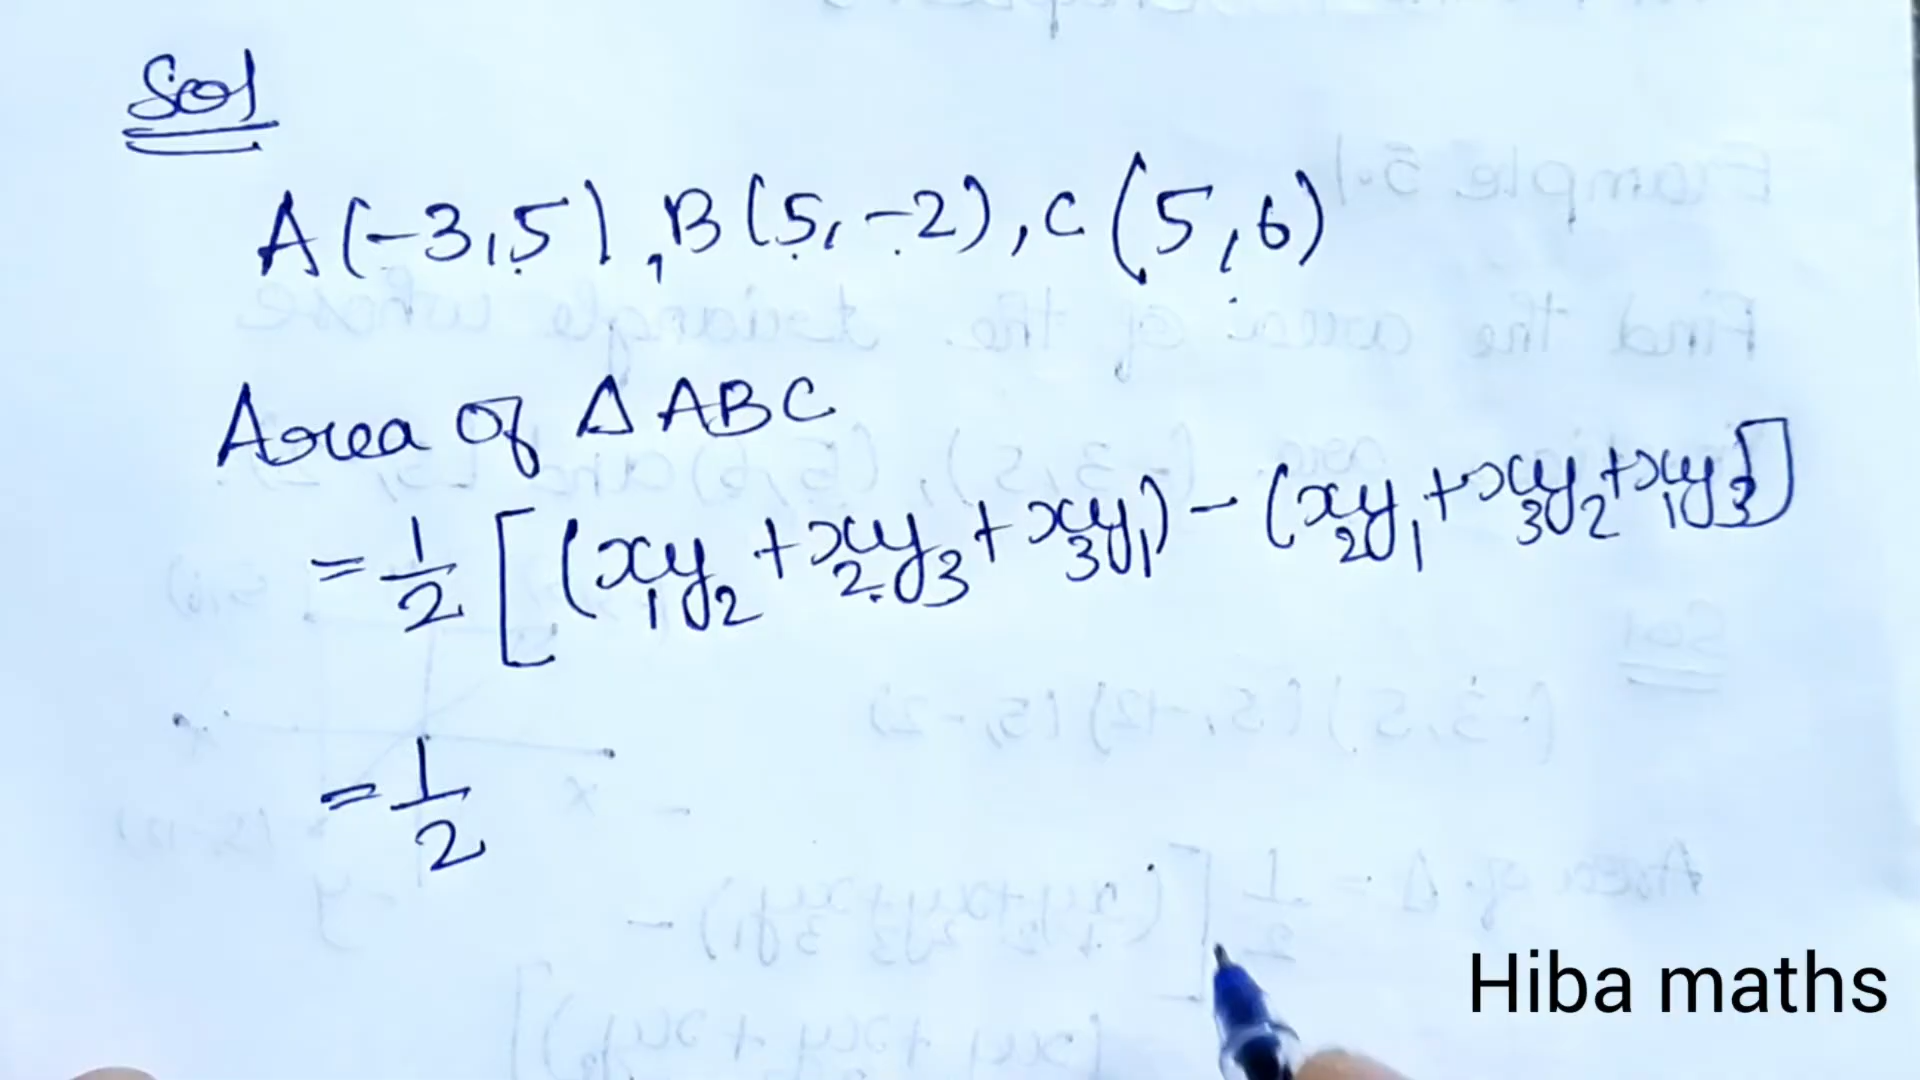 Sol
A(-3,5), B(5,-2), C(5,6)
Area of Δ ABC
= 1/2 [(x₁y₂ + x₂y₃ + x₃y₁) - (x₂y₁ + x₃y₂ + x₁y₃)]
= 1/2
Hiba maths